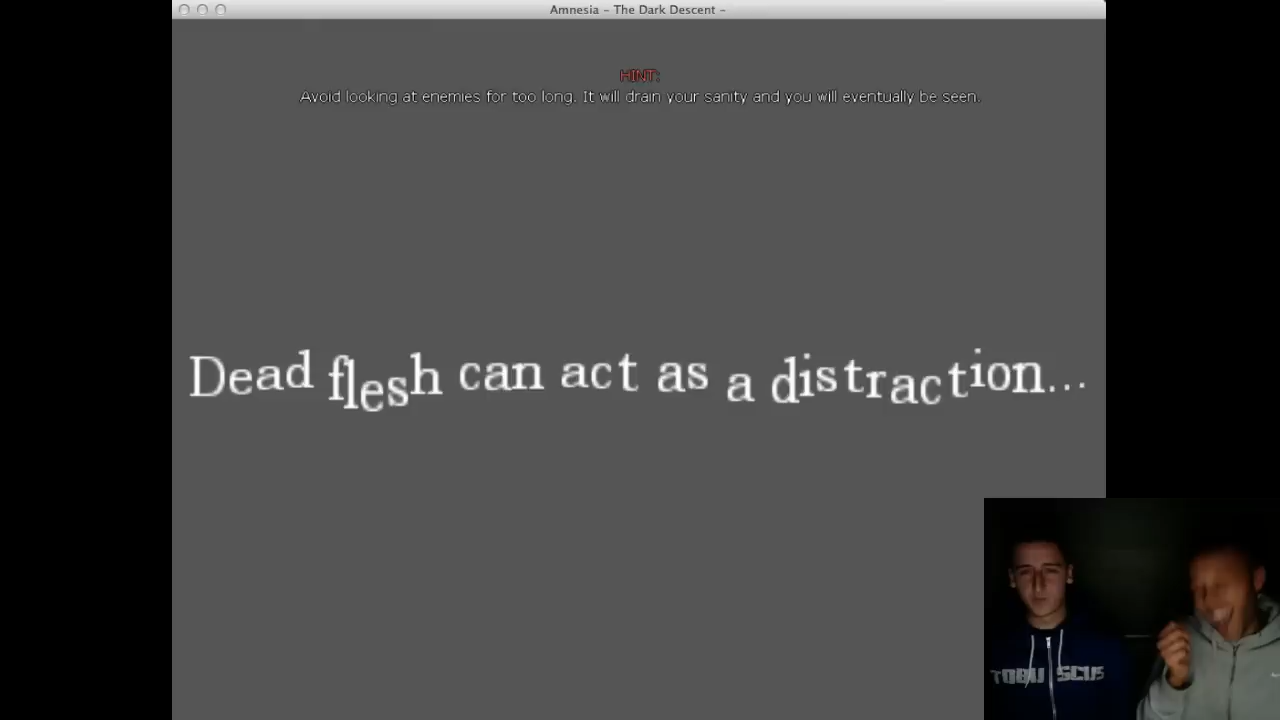 Amnesia – The Dark Descent –
HINT:
Avoid looking at enemies for too long. It will drain your sanity and you will eventually be seen.
Dead flesh can act as a distraction...
TOBUSCUS